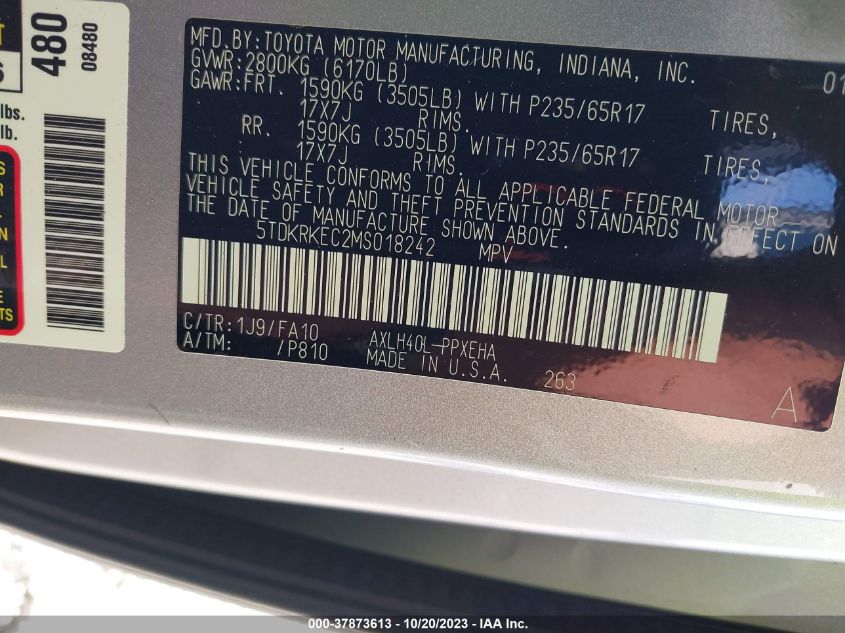 T
S
480
08480
lbs.
lb.
S
R
N
AL
E
TS
MFD.BY:TOYOTA MOTOR MANUFACTURING, INDIANA, INC. 01
GVWR:2800KG (6170LB)
GAWR:FRT. 1590KG (3505LB) WITH P235/65R17 TIRES,
17X7J RIMS.
RR. 1590KG (3505LB) WITH P235/65R17 TIRES,
17X7J RIMS.
THIS VEHICLE CONFORMS TO ALL APPLICABLE FEDERAL MOTOR
VEHICLE SAFETY AND THEFT PREVENTION STANDARDS IN EFFECT ON
THE DATE OF MANUFACTURE SHOWN ABOVE.
5TDKRKEC2MS018242 MPV
C/TR:1J9/FA10 AXLH40L-PPXEHA
A/TM: /P810 MADE IN U.S.A. 263
A
000-37873613 - 10/20/2023 - IAA Inc.